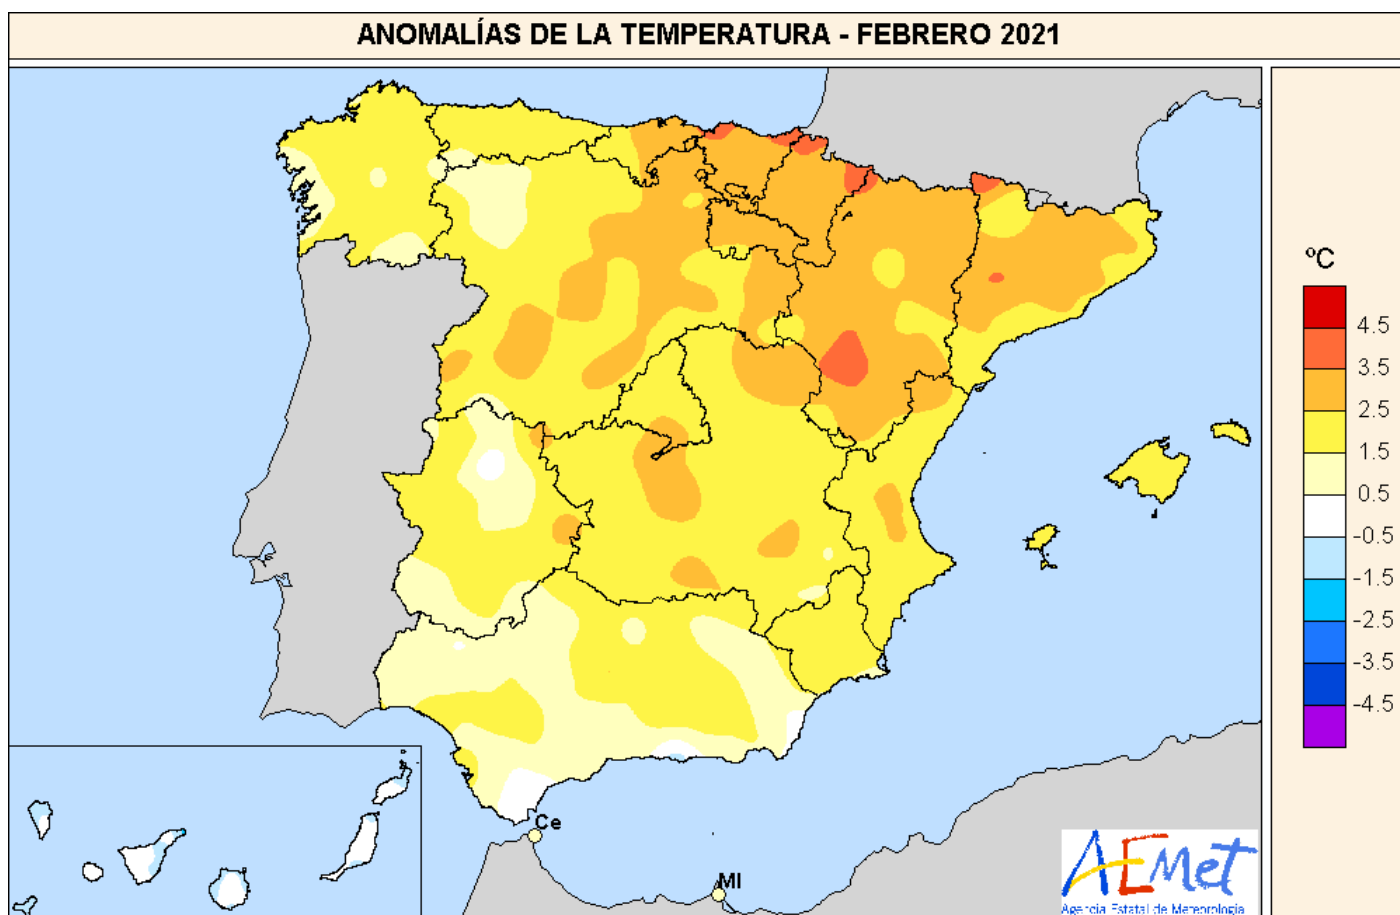 ANOMALÍAS DE LA TEMPERATURA - FEBRERO 2021
ºC
4.5
3.5
2.5
1.5
0.5
-0.5
-1.5
-2.5
-3.5
-4.5
Ce
Ml
AEMet
Agencia Estatal de Meteorología